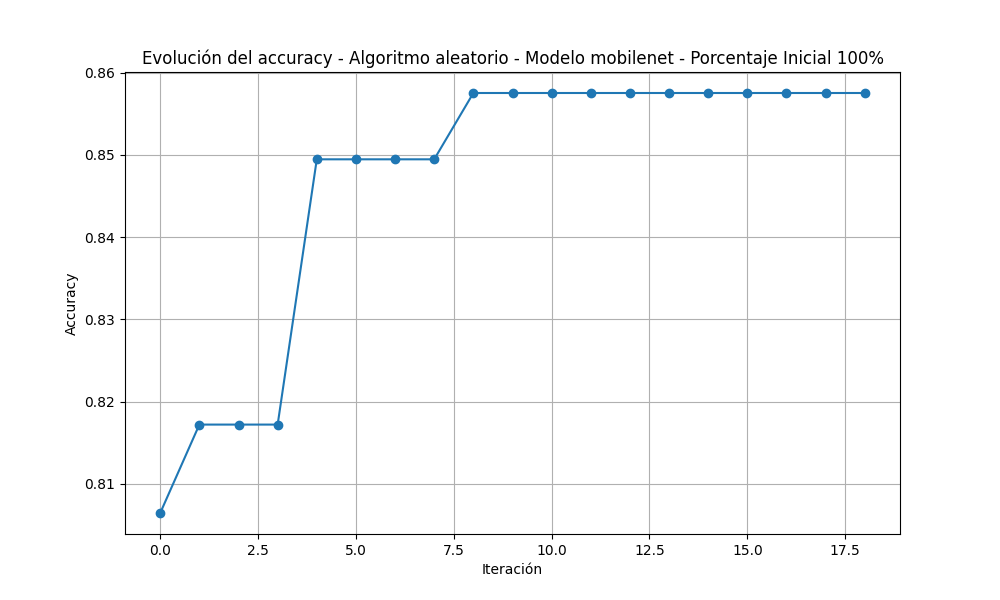 Evolución del accuracy - Algoritmo aleatorio - Modelo mobilenet - Porcentaje Inicial 100%
0.86
0.85
0.84
0.83
0.82
0.81
Accuracy
0.0 2.5 5.0 7.5 10.0 12.5 15.0 17.5
Iteración